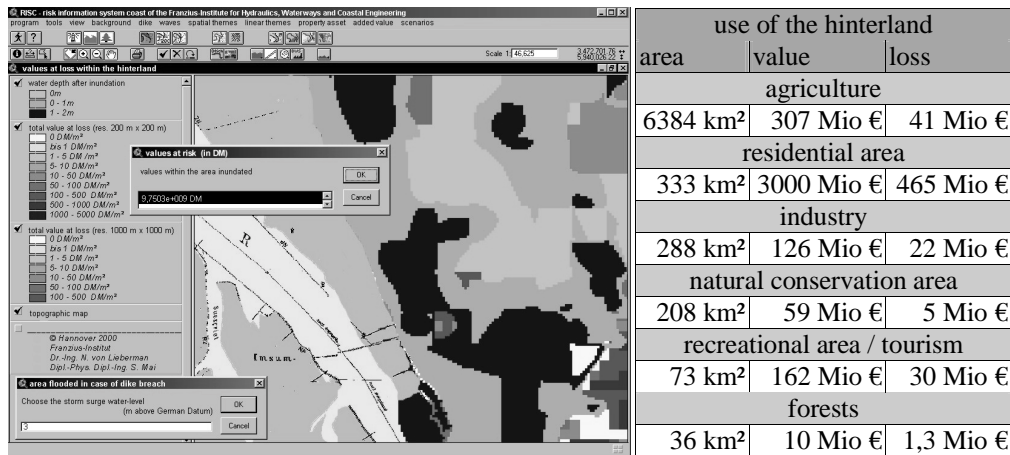 RISC - risk information system coast of the Franzius-Institute for Hydraulics, Waterways and Coastal Engineering
program tools view background dike waves spatial themes linear themes property asset added value scenarios
Scale 1: 46,625
3,472,701.76
5,940,026.22
values at loss within the hinterland
water depth after inundation
0m
0 - 1m
1 - 2m
total value at loss (res. 200 m x 200 m)
0 DM/m²
bis 1 DM/m²
1 - 5 DM /m²
5- 10 DM /m²
10 - 50 DM/m²
50 - 100 DM/m²
100 - 500 DM/m²
500 - 1000 DM/m²
1000 - 5000 DM/m²
total value at loss (res. 1000 m x 1000 m)
0 DM/m²
bis 1 DM/m²
1 - 5 DM/m²
5- 10 DM/m²
10 - 50 DM/m²
50 - 100 DM/m²
100 - 500 DM/m²
topographic map
© Hannover 2000
Franzius-Institut
Dr.-Ing. N. von Lieberman
Dipl.-Phys. Dipl.-Ing. S. Mai
values at risk (in DM)
values within the area inundated
OK
9,7503e+009 DM
Cancel
R
Imsum-
area flooded in case of dike breach
Choose the storm surge water-level
(m above German Datum)
OK
3
Cancel
use of the hinterland
area value loss
agriculture
6384 km² 307 Mio € 41 Mio €
residential area
333 km² 3000 Mio € 465 Mio €
industry
288 km² 126 Mio € 22 Mio €
natural conservation area
208 km² 59 Mio € 5 Mio €
recreational area / tourism
73 km² 162 Mio € 30 Mio €
forests
36 km² 10 Mio € 1,3 Mio €